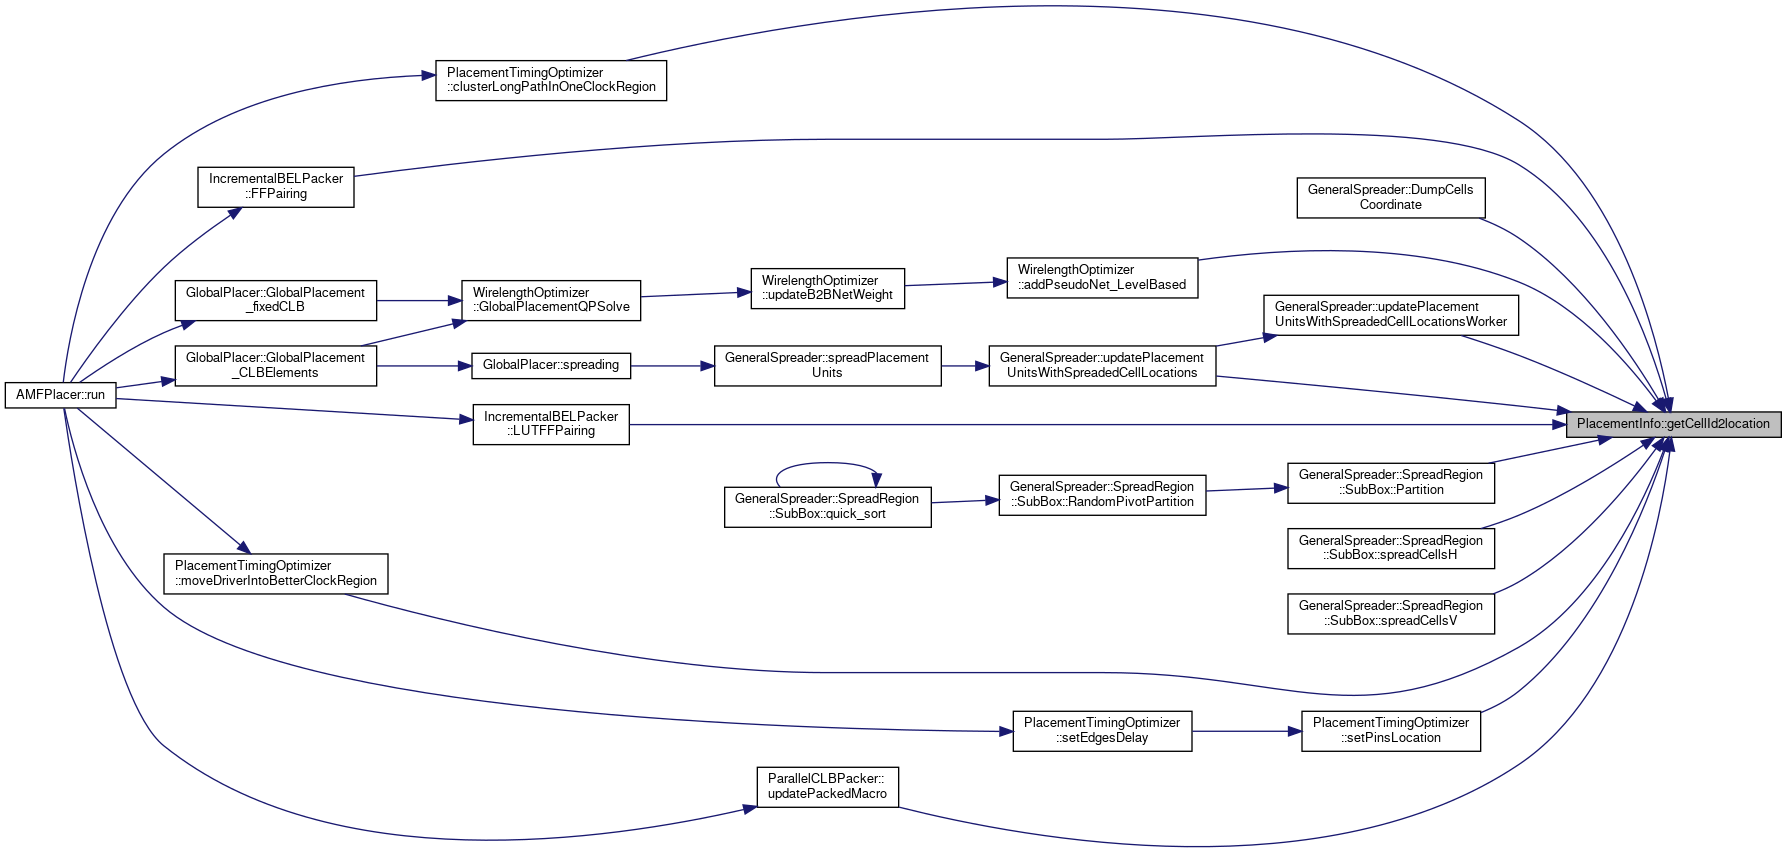 PlacementTimingOptimizer
::clusterLongPathInOneClockRegion
IncrementalBELPacker
::FFPairing
GeneralSpreader::DumpCells
Coordinate
WirelengthOptimizer
::addPseudoNet_LevelBased
WirelengthOptimizer
::updateB2BNetWeight
WirelengthOptimizer
::GlobalPlacementQPSolve
GlobalPlacer::GlobalPlacement
_fixedCLB
GeneralSpreader::updatePlacement
UnitsWithSpreadedCellLocationsWorker
GlobalPlacer::GlobalPlacement
_CLBElements
GlobalPlacer::spreading
GeneralSpreader::spreadPlacement
Units
GeneralSpreader::updatePlacement
UnitsWithSpreadedCellLocations
AMFPlacer::run
IncrementalBELPacker
::LUTFFPairing
PlacementInfo::getCellId2location
GeneralSpreader::SpreadRegion
::SubBox::quick_sort
GeneralSpreader::SpreadRegion
::SubBox::RandomPivotPartition
GeneralSpreader::SpreadRegion
::SubBox::Partition
GeneralSpreader::SpreadRegion
::SubBox::spreadCellsH
PlacementTimingOptimizer
::moveDriverIntoBetterClockRegion
GeneralSpreader::SpreadRegion
::SubBox::spreadCellsV
PlacementTimingOptimizer
::setEdgesDelay
PlacementTimingOptimizer
::setPinsLocation
ParallelCLBPacker::
updatePackedMacro